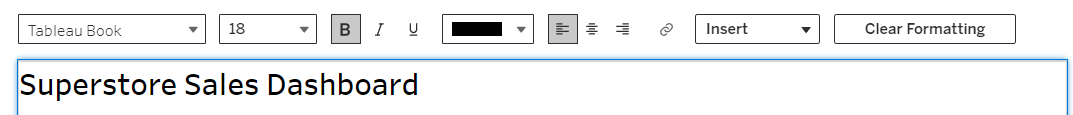 Tableau Book 18 B I U Insert Clear Formatting
Superstore Sales Dashboard